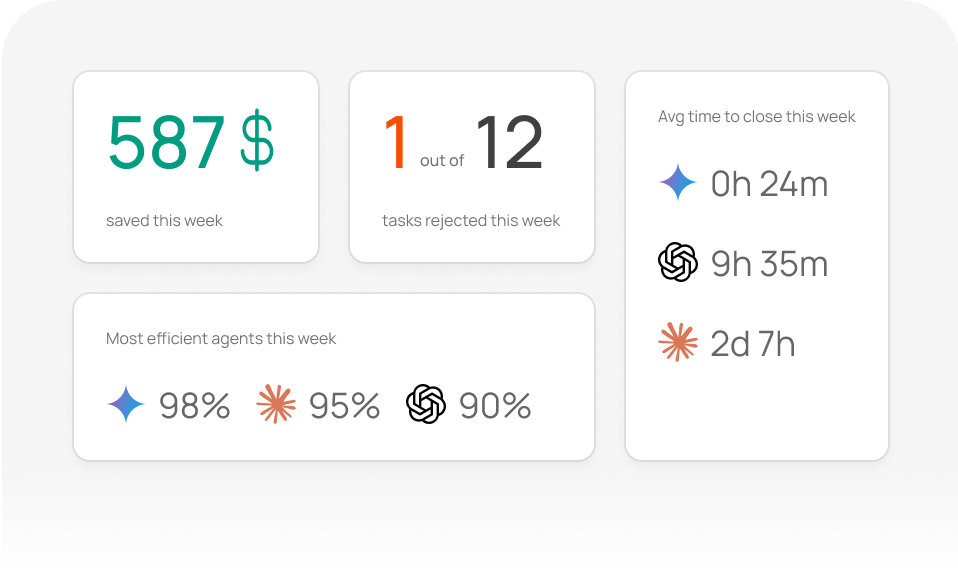 587 $
saved this week
1 out of 12
tasks rejected this week
Avg time to close this week
0h 24m
9h 35m
2d 7h
Most efficient agents this week
98% 95% 90%